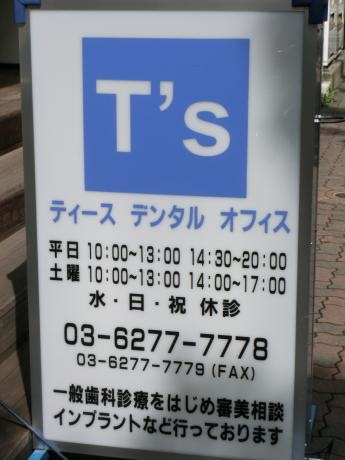 T's
ティース デンタル オフィス
平日 10:00~13:00 14:30~20:00
土曜 10:00~13:00 14:00~17:00
水・日・祝 休診
03-6277-7778
03-6277-7779 (FAX)
一般歯科診療をはじめ審美相談
インプラントなど行っております